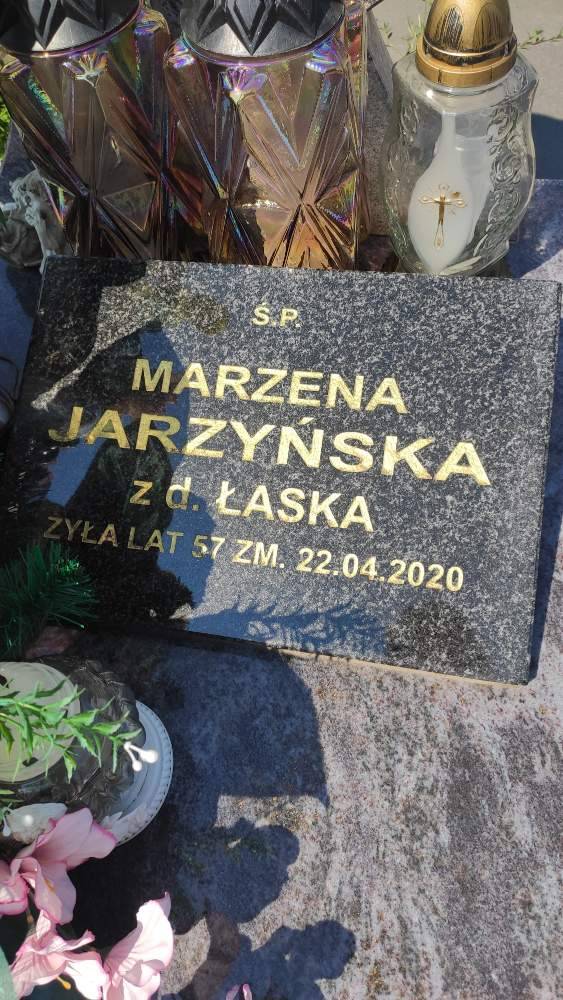 Ś.P.
MARZENA
JARZYŃSKA
z d. ŁASKA
ŻYŁA LAT 57 ZM. 22.04.2020